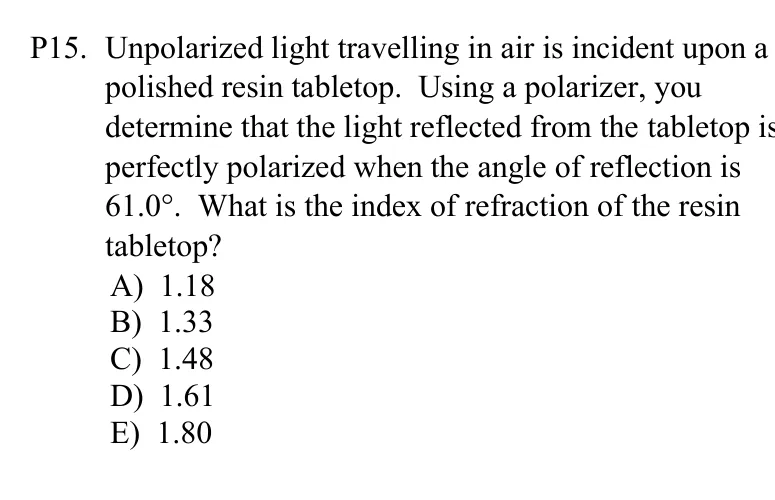 P15. Unpolarized light travelling in air is incident upon a
polished resin tabletop. Using a polarizer, you
determine that the light reflected from the tabletop is
perfectly polarized when the angle of reflection is
61.0°. What is the index of refraction of the resin
tabletop?
A) 1.18
B) 1.33
C) 1.48
D) 1.61
E) 1.80